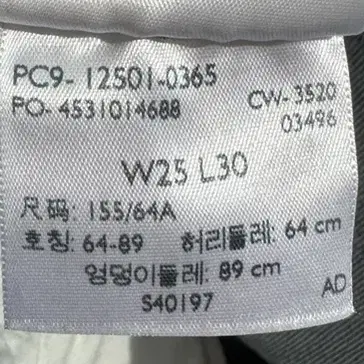 PC9- 12501-0365
PO- 4531014688
CW- 3520
03496
W25 L30
尺码: 155/64A
호칭: 64-89 허리둘레: 64 cm
엉덩이둘레: 89 cm
S40197
AD